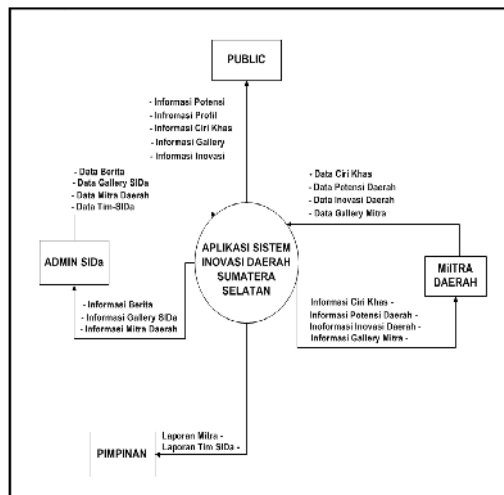 PUBLIC
- Informasi Potensi
- Infromasi Profil
- Informasi Ciri Khas
- Informasi Gallery
- Informasi Inovasi
- Data Berita
- Data Gallery SIDa
- Data Mitra Daerah
- Data Tim-SIDa
- Data Ciri Khas
- Data Potensi Daerah
- Data Inovasi Daerah
- Data Gallery Mitra
ADMIN SIDa
APLIKASI SISTEM
INOVASI DAERAH
SUMATERA
SELATAN
MiITRA
DAERAH
- Informasi Berita
- Informasi Gallery SIDa
- Informasi Mitra Daerah
Informasi Ciri Khas -
Informasi Potensi Daerah -
Inoformasi Inovasi Daerah -
Informasi Gallery Mitra -
PIMPINAN
Laporan Mitra -
Laporan Tim SIDa -